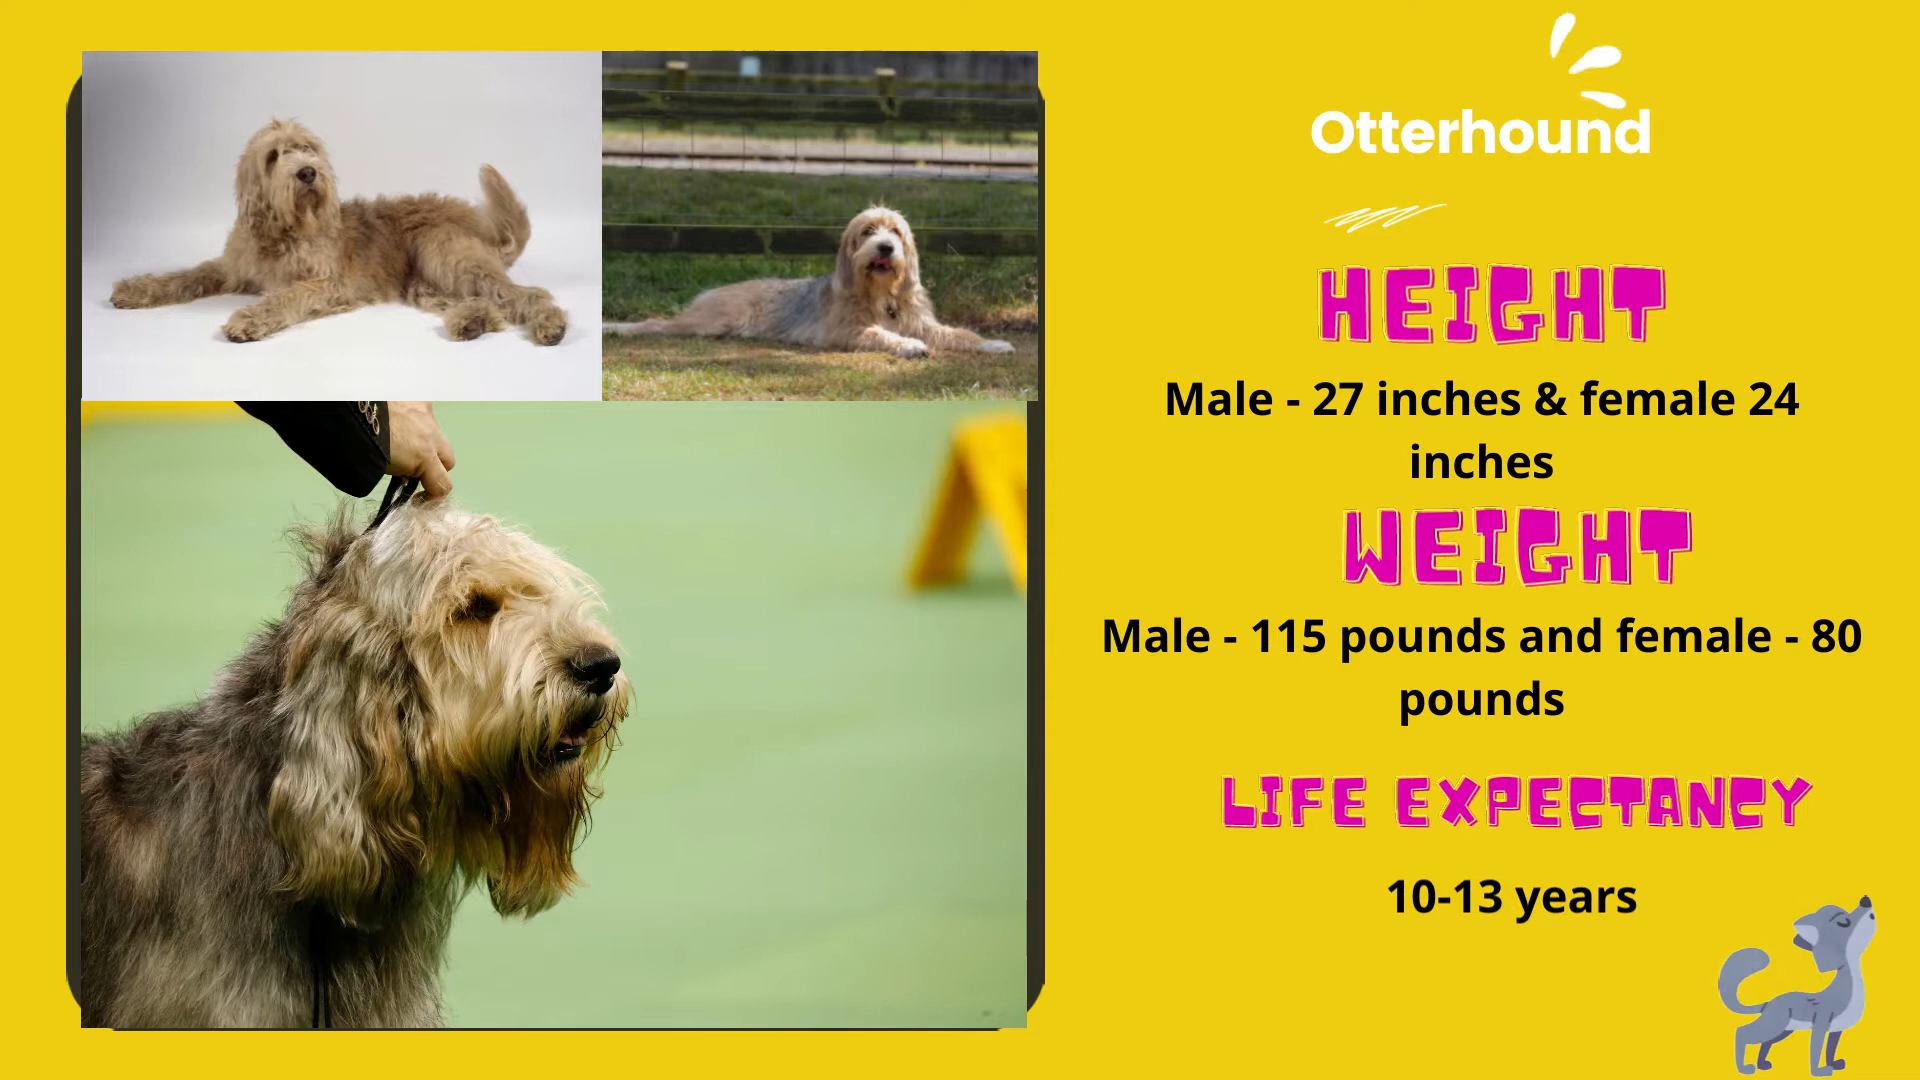 Otterhound
HEIGHT
Male - 27 inches & female 24
inches
WEIGHT
Male - 115 pounds and female - 80
pounds
LIFE EXPECTANCY
10-13 years